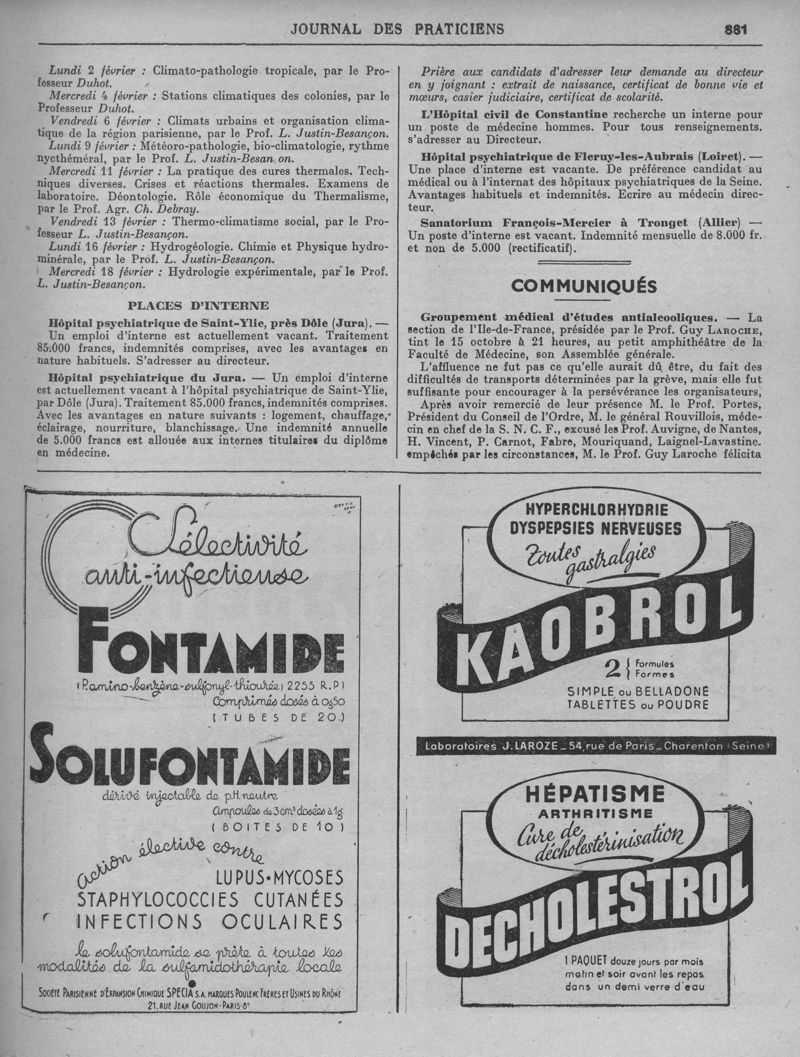 JOURNAL DES PRATICIENS
881
Lundi 2 février : Climato-pathologie tropicale, par le Pro-
fesseur Duhot.
Mercredi 4 février : Stations climatiques des colonies, par le
Professeur Duhot.
Vendredi 6 février : Climats urbains et organisation clima-
tique de la région parisienne, par le Prof. L. Justin-Besançon.
Lundi 9 février : Météoro-pathologie, bio-climatologie, rythme
nycthéméral, par le Prof. L. Justin-Besan on.
Mercredi 11 février : La pratique des cures thermales. Tech-
niques diverses. Crises et réactions thermales. Examens de
laboratoire. Déontologie. Rôle économique du Thermalisme,
par le Prof. Agr. Ch. Debray.
Vendredi 13 février : Thermo-climatisme social, par le Pro-
fesseur L. Justin-Besançon.
Lundi 16 février : Hydrogéologie. Chimie et Physique hydro-
minérale, par le Prof. L. Justin-Besançon.
Mercredi 18 février : Hydrologie expérimentale, par le Prof.
L. Justin-Besançon.
PLACES D'INTERNE
Hôpital psychiatrique de Saint-Ylie, près Dôle (Jura). —
Un emploi d'interne est actuellement vacant. Traitement
85.000 francs, indemnités comprises, avec les avantages en
nature habituels. S'adresser au directeur.
Hôpital psychiatrique du Jura. — Un emploi d'interne
est actuellement vacant à l'hôpital psychiatrique de Saint-Ylie,
par Dôle (Jura). Traitement 85.000 francs, indemnités comprises.
Avec les avantages en nature suivants : logement, chauffage,
éclairage, nourriture, blanchissage. Une indemnité annuelle
de 5.000 francs est allouée aux internes titulaires du diplôme
en médecine.
Prière aux candidats d'adresser leur demande au directeur
en y joignant : extrait de naissance, certificat de bonne vie et
mœurs, casier judiciaire, certificat de scolarité.
L'Hôpital civil de Constantine recherche un interne pour
un poste de médecine hommes. Pour tous renseignements.
s'adresser au Directeur.
Hôpital psychiatrique de Fleruy-les-Aubrais (Loiret). —
Une place d'interne est vacante. De préférence candidat au
médical ou à l'internat des hôpitaux psychiatriques de la Seine.
Avantages habituels et indemnités. Ecrire au médecin direc-
teur.
Sanatorium François-Mercier à Tronget (Allier) —
Un poste d'interne est vacant. Indemnité mensuelle de 8.000 fr.
et non de 5.000 (rectificatif).
COMMUNIQUÉS
Groupement médical d'études antialcooliques. — La
section de l'Ile-de-France, présidée par le Prof. Guy LAROCHE,
tint le 15 octobre à 21 heures, au petit amphithéâtre de la
Faculté de Médecine, son Assemblée générale.
L'affluence ne fut pas ce qu'elle aurait dû être, du fait des
difficultés de transports déterminées par la grève, mais elle fut
suffisante pour encourager à la persévérance les organisateurs.
Après avoir remercié de leur présence M. le Prof. Portes,
Président du Conseil de l'Ordre, M. le général Rouvillois, méde-
cin en chef de la S. N. C. F., excusé les Prof. Auvigne, de Nantes,
H. Vincent, P. Carnot, Fabre, Mouriquand, Laignel-Lavastine.
empêchés par les circonstances, M. le Prof. Guy Laroche félicita
Sélectivité
anti-infectieuse
FONTAMIDE
(P.amino-benzène-sulfonyl-thiourée) 2255 R.P)
Comprimés dosés à 0g50
(TUBES DE 20)
SOLUFONTAMIDE
dérivé injectable de pH neutre
Ampoules de 3cm³ dosées à 1g
(BOITES DE 10)
action élective contre
LUPUS•MYCOSES
STAPHYLOCOCCIES CUTANÉES
INFECTIONS OCULAIRES
le solufontamide se prête à toutes les
modalités de la sulfamidothérapie locale
SOCIÉTÉ PARISIENNE D'EXPANSION CHIMIQUE SPECIA S.A. MARQUES POULENC FRÈRES ET USINES DU RHÔNE
21, RUE JEAN GOUJON-PARIS-8e
HYPERCHLORHYDRIE
DYSPEPSIES NERVEUSES
Toutes
gastralgies
KAOBROL
2 } Formules
Formes
SIMPLE ou BELLADONÉ
TABLETTES ou POUDRE
Laboratoires J. LAROZE _ 54, rue de Paris _ Charenton (Seine)
HÉPATISME
ARTHRITISME
Cure de
décholestérinisation
DECHOLESTROL
1 PAQUET douze jours par mois
matin et soir avant les repas
dans un demi verre d'eau